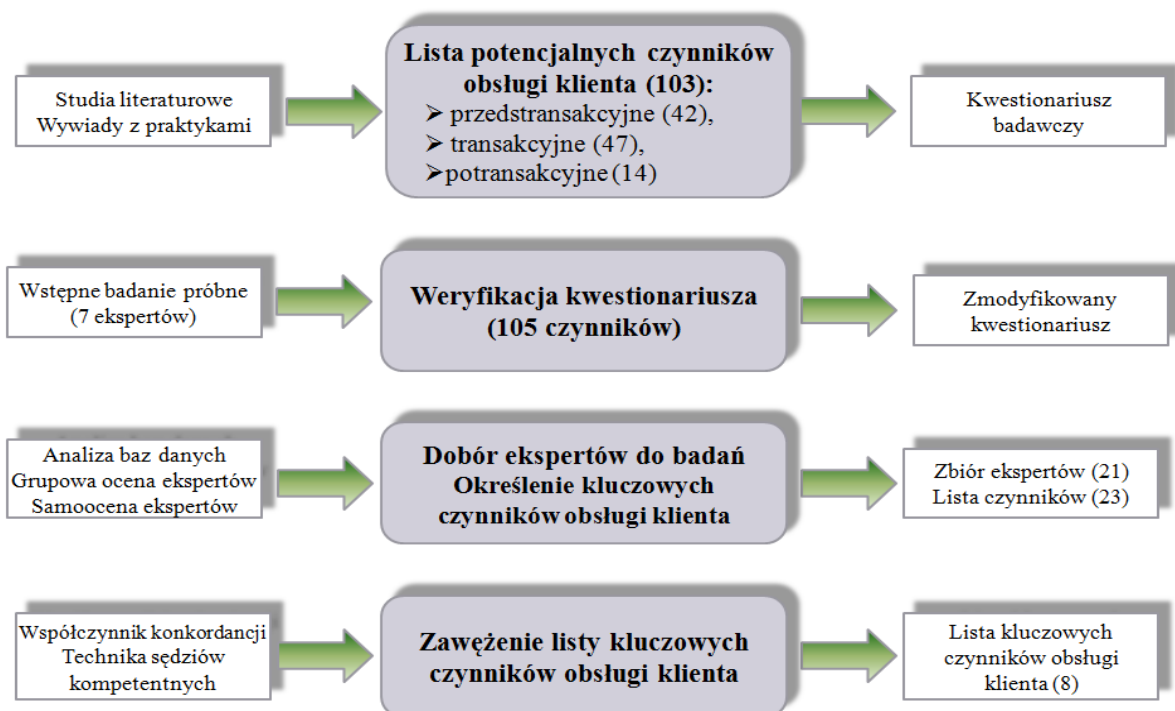 Studia literaturowe
Wywiady z praktykami
Lista potencjalnych czynników
obsługi klienta (103):
➢ przedstransakcyjne (42),
➢ transakcyjne (47),
➢ potransakcyjne (14)
Kwestionariusz
badawczy
Wstępne badanie próbne
(7 ekspertów)
Weryfikacja kwestionariusza
(105 czynników)
Zmodyfikowany
kwestionariusz
Analiza baz danych
Grupowa ocena ekspertów
Samoocena ekspertów
Dobór ekspertów do badań
Określenie kluczowych
czynników obsługi klienta
Zbiór ekspertów (21)
Lista czynników (23)
Współczynnik konkordancji
Technika sędziów
kompetentnych
Zawężenie listy kluczowych
czynników obsługi klienta
Lista kluczowych
czynników obsługi
klienta (8)